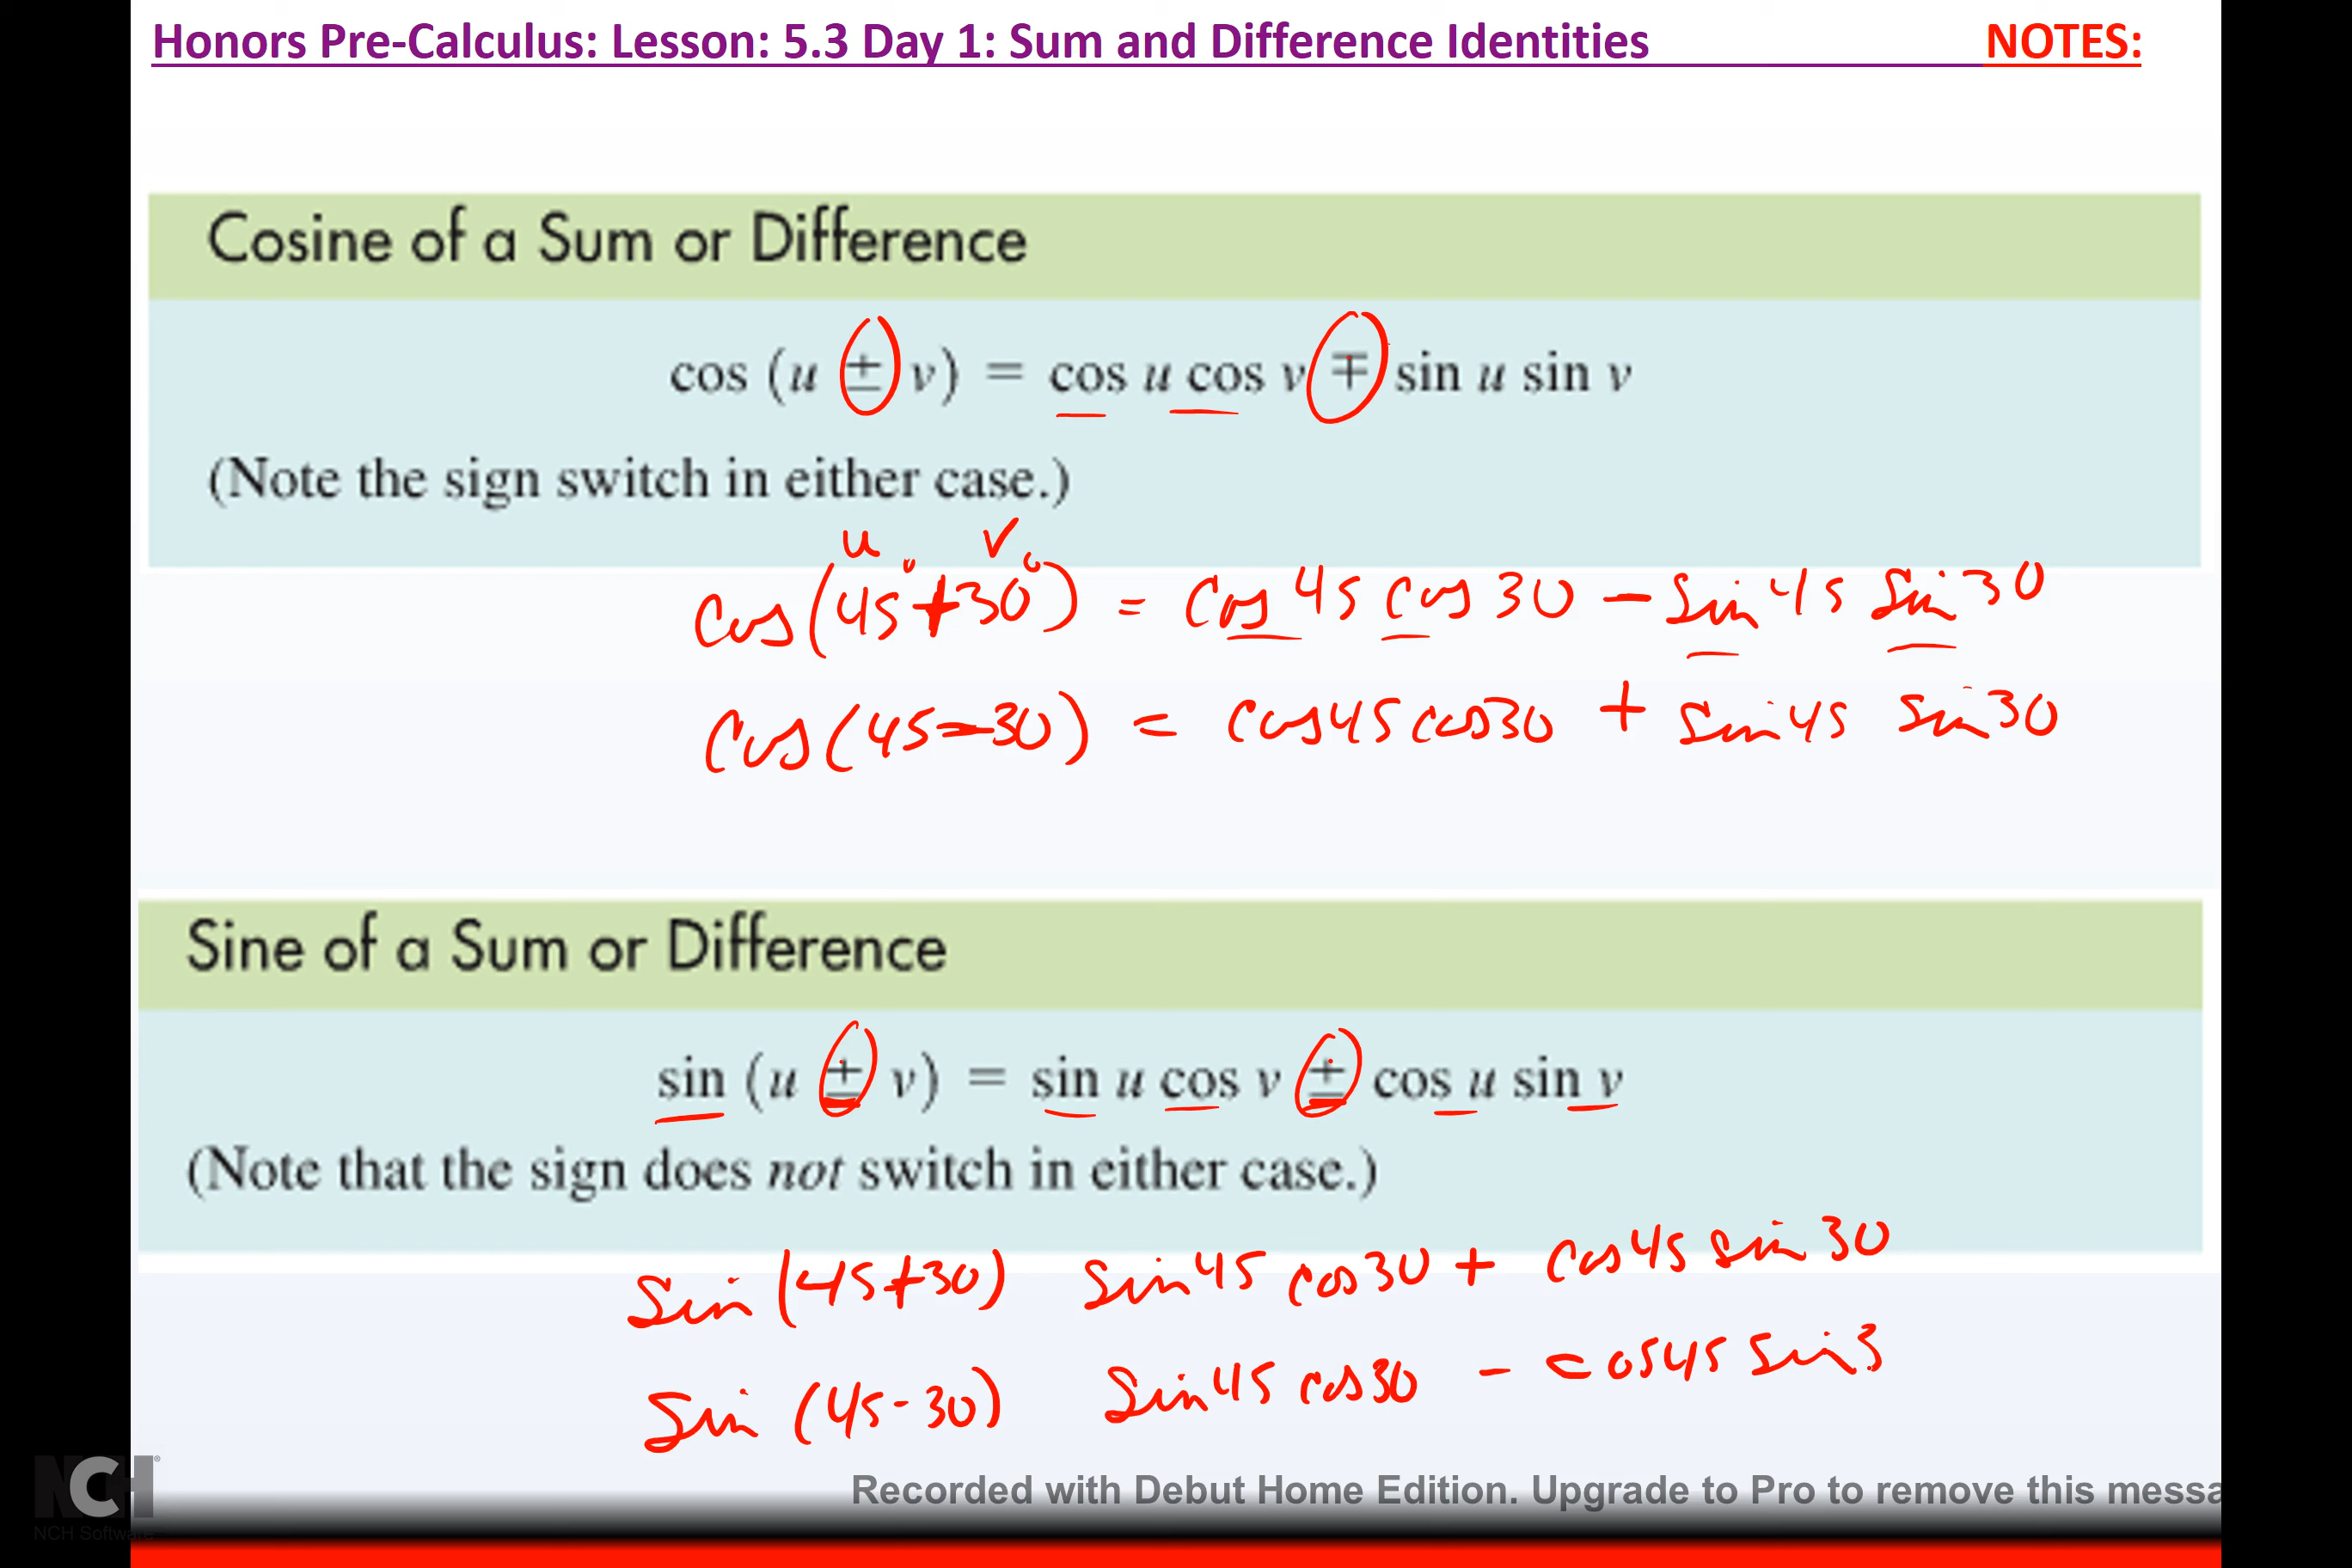 Honors Pre-Calculus: Lesson: 5.3 Day 1: Sum and Difference Identities NOTES:
Cosine of a Sum or Difference
cos (u ± v) = cos u cos v ∓ sin u sin v
(Note the sign switch in either case.)
u v
cos(45°+30°) = cos 45 cos 30 − sin 45 sin 30
cos(45−30) = cos45 cos30 + sin45 sin30
Sine of a Sum or Difference
sin (u ± v) = sin u cos v ± cos u sin v
(Note that the sign does not switch in either case.)
sin (45+30) sin45 cos30 + cos45 sin 30
sin (45-30) sin45 cos30 - cos45 sin3
NCH
NCH Software
Recorded with Debut Home Edition. Upgrade to Pro to remove this messa